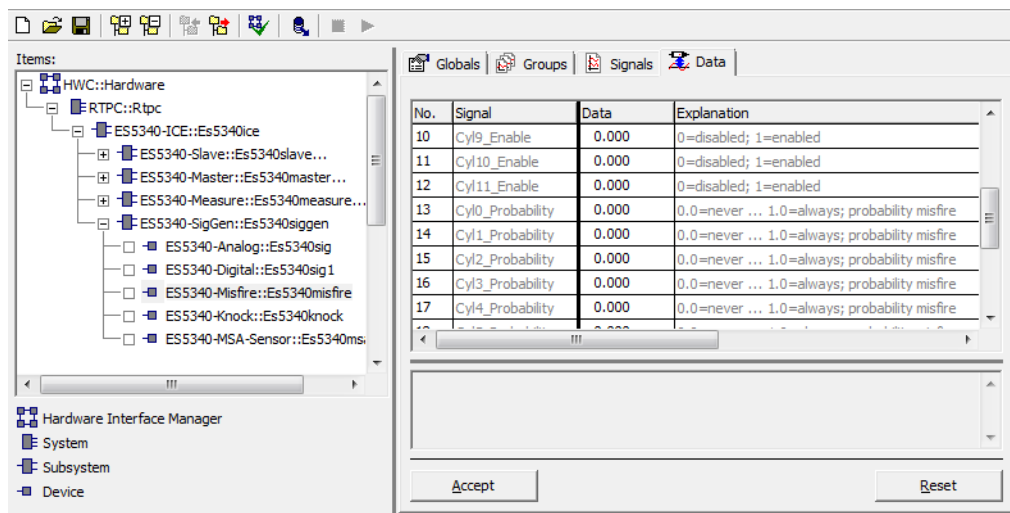 Items:
HWC::Hardware
RTPC::Rtpc
ES5340-ICE::Es5340ice
ES5340-Slave::Es5340slave...
ES5340-Master::Es5340master...
ES5340-Measure::Es5340measure...
ES5340-SigGen::Es5340siggen
ES5340-Analog::Es5340sig
ES5340-Digital::Es5340sig1
ES5340-Misfire::Es5340misfire
ES5340-Knock::Es5340knock
ES5340-MSA-Sensor::Es5340ms
Hardware Interface Manager
System
Subsystem
Device
Globals Groups Signals Data
No. Signal Data Explanation
10 Cyl9_Enable 0.000 0=disabled; 1=enabled
11 Cyl10_Enable 0.000 0=disabled; 1=enabled
12 Cyl11_Enable 0.000 0=disabled; 1=enabled
13 Cyl0_Probability 0.000 0.0=never ... 1.0=always; probability misfire
14 Cyl1_Probability 0.000 0.0=never ... 1.0=always; probability misfire
15 Cyl2_Probability 0.000 0.0=never ... 1.0=always; probability misfire
16 Cyl3_Probability 0.000 0.0=never ... 1.0=always; probability misfire
17 Cyl4_Probability 0.000 0.0=never ... 1.0=always; probability misfire
Accept Reset